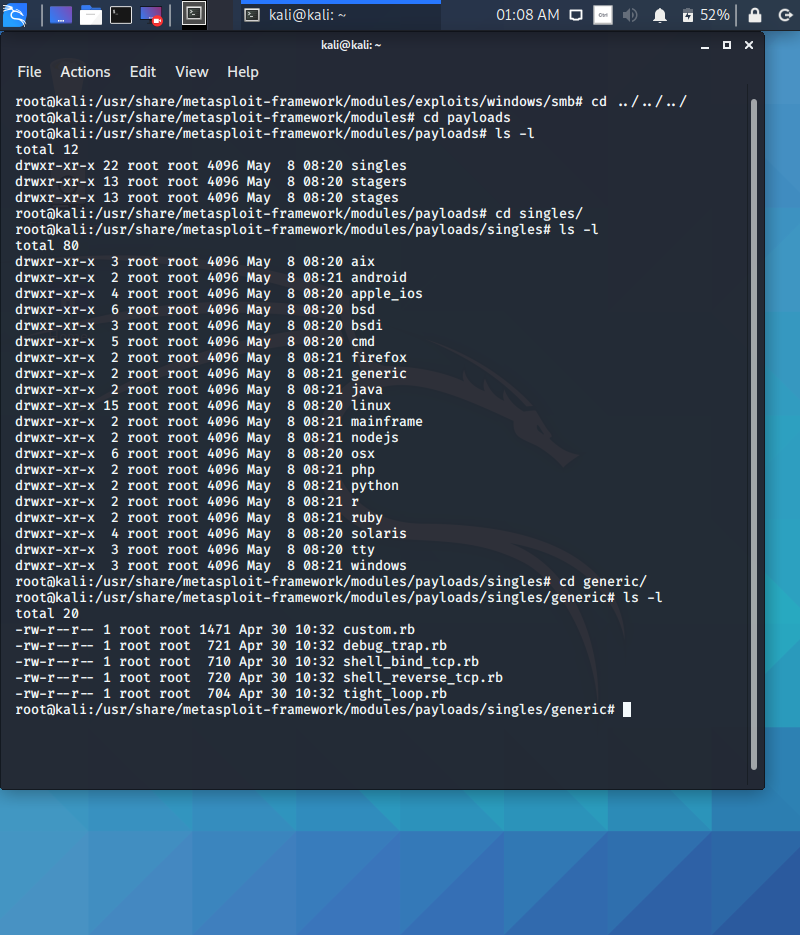 kali@kali: ~
01:08 AM
Ctrl
52%
kali@kali:~
File Actions Edit View Help
root@kali:/usr/share/metasploit-framework/modules/exploits/windows/smb# cd ../../../
root@kali:/usr/share/metasploit-framework/modules# cd payloads
root@kali:/usr/share/metasploit-framework/modules/payloads# ls -l
total 12
drwxr-xr-x 22 root root 4096 May  8 08:20 singles
drwxr-xr-x 13 root root 4096 May  8 08:20 stagers
drwxr-xr-x 13 root root 4096 May  8 08:20 stages
root@kali:/usr/share/metasploit-framework/modules/payloads# cd singles/
root@kali:/usr/share/metasploit-framework/modules/payloads/singles# ls -l
total 80
drwxr-xr-x  3 root root 4096 May  8 08:20 aix
drwxr-xr-x  2 root root 4096 May  8 08:21 android
drwxr-xr-x  4 root root 4096 May  8 08:20 apple_ios
drwxr-xr-x  6 root root 4096 May  8 08:20 bsd
drwxr-xr-x  3 root root 4096 May  8 08:20 bsdi
drwxr-xr-x  5 root root 4096 May  8 08:20 cmd
drwxr-xr-x  2 root root 4096 May  8 08:21 firefox
drwxr-xr-x  2 root root 4096 May  8 08:21 generic
drwxr-xr-x  2 root root 4096 May  8 08:21 java
drwxr-xr-x 15 root root 4096 May  8 08:20 linux
drwxr-xr-x  2 root root 4096 May  8 08:21 mainframe
drwxr-xr-x  2 root root 4096 May  8 08:21 nodejs
drwxr-xr-x  6 root root 4096 May  8 08:20 osx
drwxr-xr-x  2 root root 4096 May  8 08:21 php
drwxr-xr-x  2 root root 4096 May  8 08:21 python
drwxr-xr-x  2 root root 4096 May  8 08:21 r
drwxr-xr-x  2 root root 4096 May  8 08:21 ruby
drwxr-xr-x  4 root root 4096 May  8 08:20 solaris
drwxr-xr-x  3 root root 4096 May  8 08:20 tty
drwxr-xr-x  3 root root 4096 May  8 08:21 windows
root@kali:/usr/share/metasploit-framework/modules/payloads/singles# cd generic/
root@kali:/usr/share/metasploit-framework/modules/payloads/singles/generic# ls -l
total 20
-rw-r--r-- 1 root root 1471 Apr 30 10:32 custom.rb
-rw-r--r-- 1 root root  721 Apr 30 10:32 debug_trap.rb
-rw-r--r-- 1 root root  710 Apr 30 10:32 shell_bind_tcp.rb
-rw-r--r-- 1 root root  720 Apr 30 10:32 shell_reverse_tcp.rb
-rw-r--r-- 1 root root  704 Apr 30 10:32 tight_loop.rb
root@kali:/usr/share/metasploit-framework/modules/payloads/singles/generic#